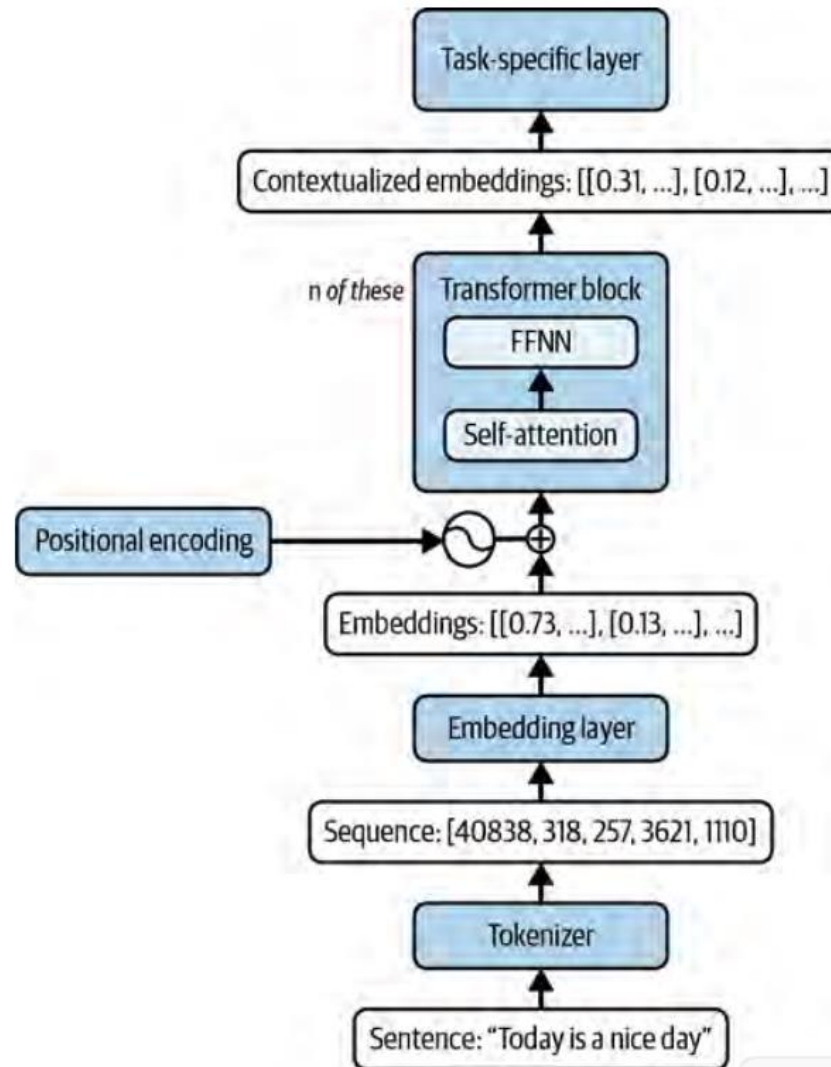 Task-specific layer
Contextualized embeddings: [[0.31, ...], [0.12, ...], ...]
n of these
Transformer block
FFNN
Self-attention
Positional encoding
Embeddings: [[0.73, ...], [0.13, ...], ...]
Embedding layer
Sequence: [40838, 318, 257, 3621, 1110]
Tokenizer
Sentence: “Today is a nice day”